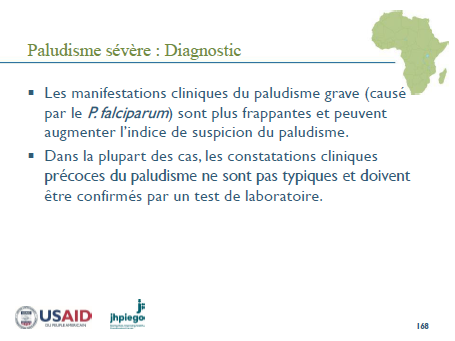 Paludisme sévère : Diagnostic
▪ Les manifestations cliniques du paludisme grave (causé
par le P. falciparum) sont plus frappantes et peuvent
augmenter l'indice de suspicion du paludisme.
▪ Dans la plupart des cas, les constatations cliniques
précoces du paludisme ne sont pas typiques et doivent
être confirmés par un test de laboratoire.
USAID
jhpiego
168